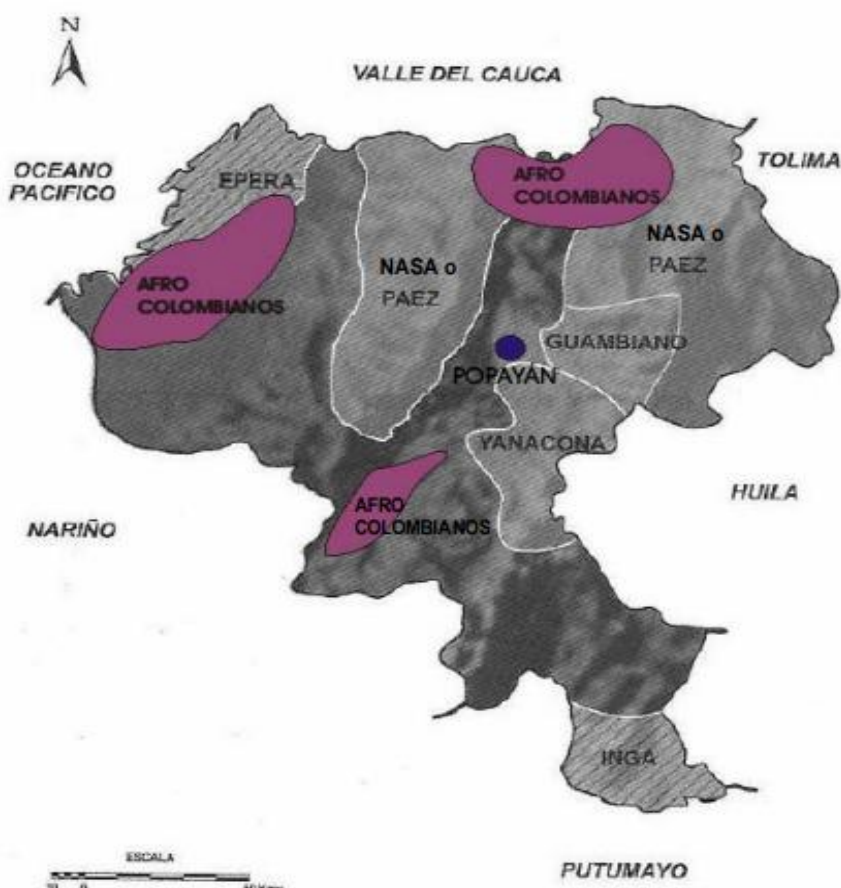 N
VALLE DEL CAUCA
OCEANO
PACIFICO
TOLIMA
EPERA
AFRO
COLOMBIANOS
NASA o
PAEZ
AFRO
COLOMBIANOS
NASA o
PAEZ
GUAMBIANO
POPAYÁN
YANACONA
HUILA
AFRO
COLOMBIANOS
NARIÑO
INGA
ESCALA
PUTUMAYO